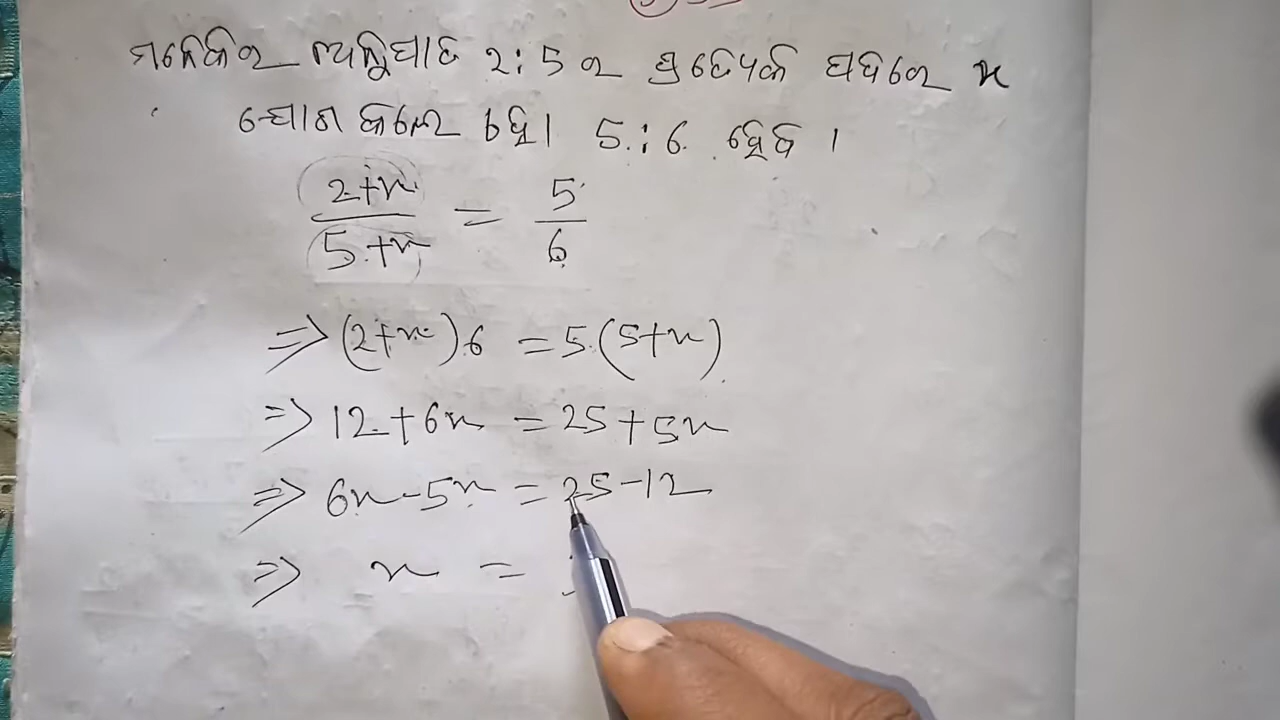 ମନେକର ଅନୁପାତ 2:5 ର ପ୍ରତ୍ୟେକ ପଦରେ x
ଯୋଗ କଲେ ତାହା 5:6 ହେବ ।
2+x / 5+x = 5 / 6
⇒ (2+x)6 = 5(5+x)
⇒ 12+6x = 25+5x
⇒ 6x-5x = 25-12
⇒ x =